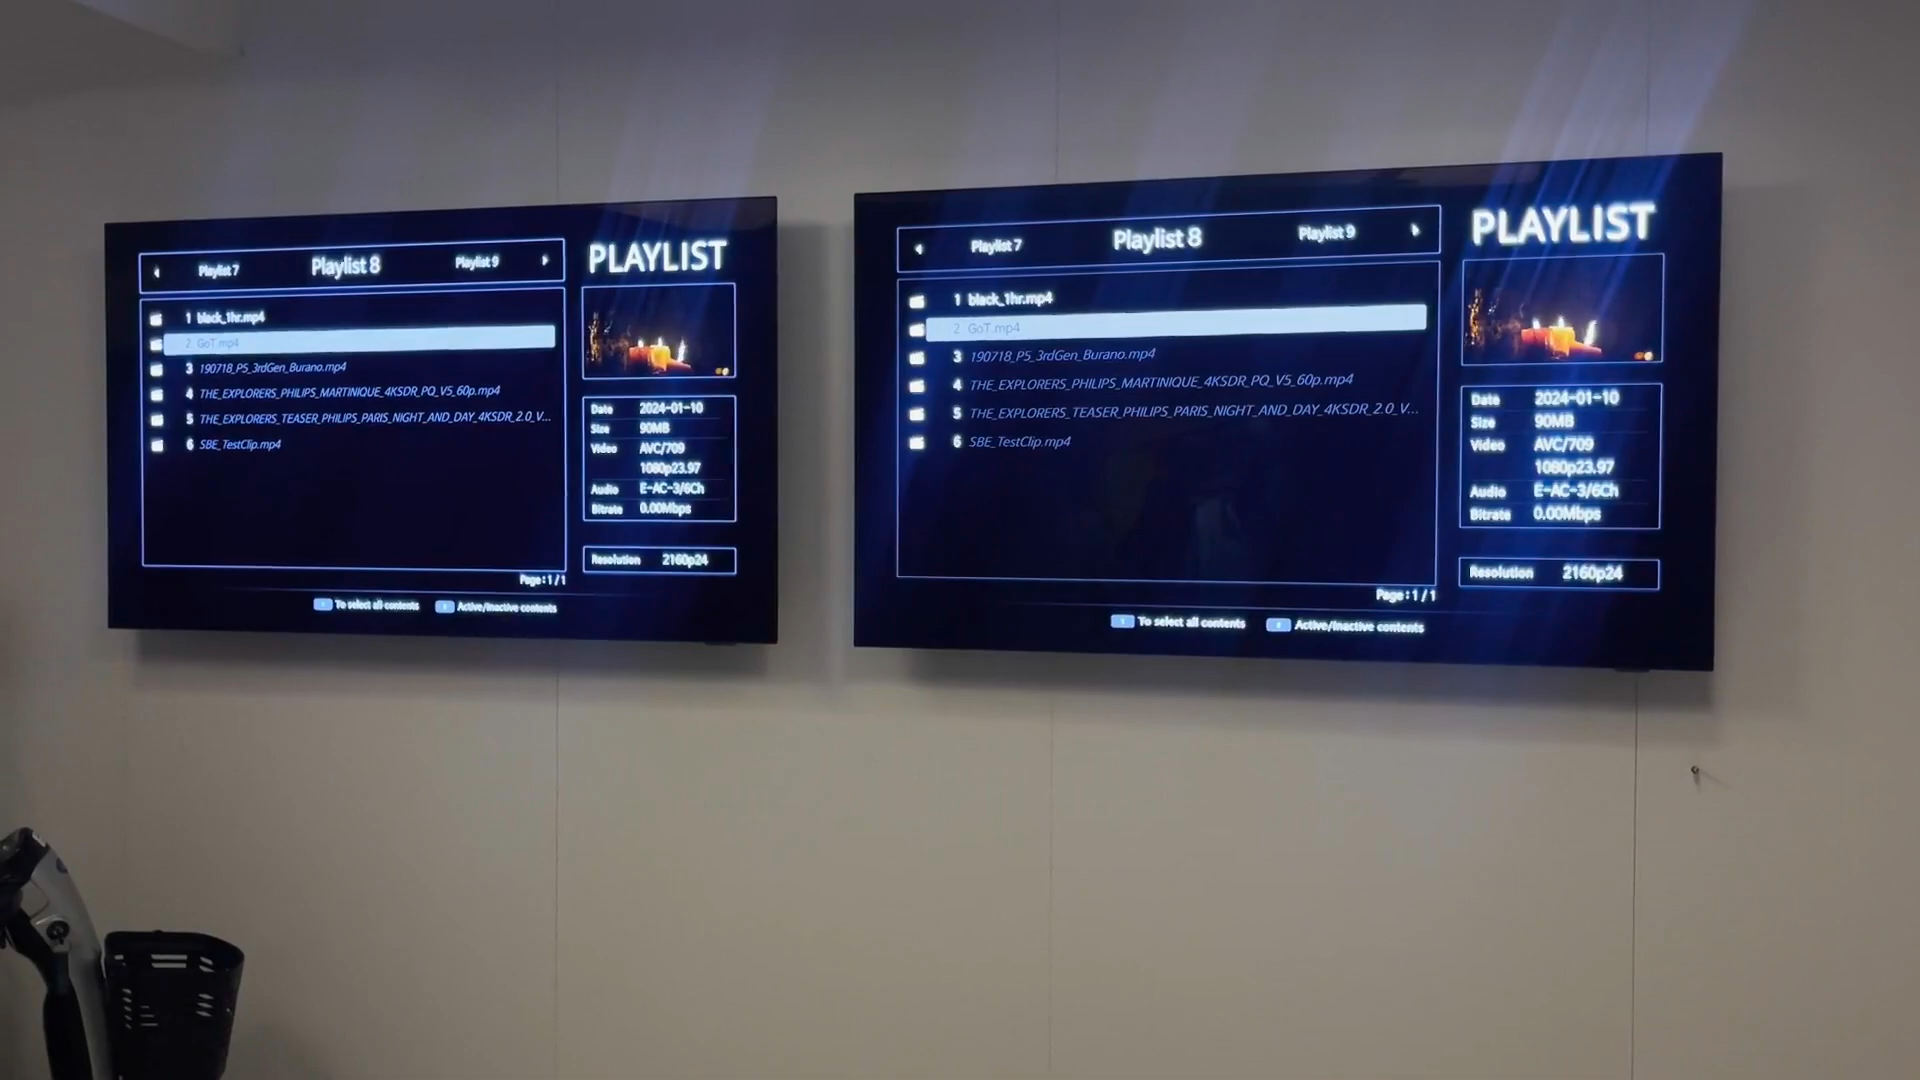 Playlist 7 Playlist 8 Playlist 9
PLAYLIST
1 black_1hr.mp4
2. GoT.mp4
3 190718_P5_3rdGen_Burano.mp4
4 THE_EXPLORERS_PHILIPS_MARTINIQUE_4KSDR_PQ_V5_60p.mp4
5 THE_EXPLORERS_TEASER_PHILIPS_PARIS_NIGHT_AND_DAY_4KSDR_2.0_V...
6 SBE_TestClip.mp4
Date 2024-01-10
Size 90MB
Video AVC/709
1080p23.97
Audio E-AC-3/6Ch
Bitrate 0.00Mbps
Resolution 2160p24
Page : 1 / 1
To select all contents Active/Inactive contents
Playlist 7 Playlist 8 Playlist 9
PLAYLIST
1 black_1hr.mp4
2. GoT.mp4
3 190718_P5_3rdGen_Burano.mp4
4 THE_EXPLORERS_PHILIPS_MARTINIQUE_4KSDR_PQ_V5_60p.mp4
5 THE_EXPLORERS_TEASER_PHILIPS_PARIS_NIGHT_AND_DAY_4KSDR_2.0_V...
6 SBE_TestClip.mp4
Date 2024-01-10
Size 90MB
Video AVC/709
1080p23.97
Audio E-AC-3/6Ch
Bitrate 0.00Mbps
Resolution 2160p24
Page : 1 / 1
To select all contents Active/Inactive contents